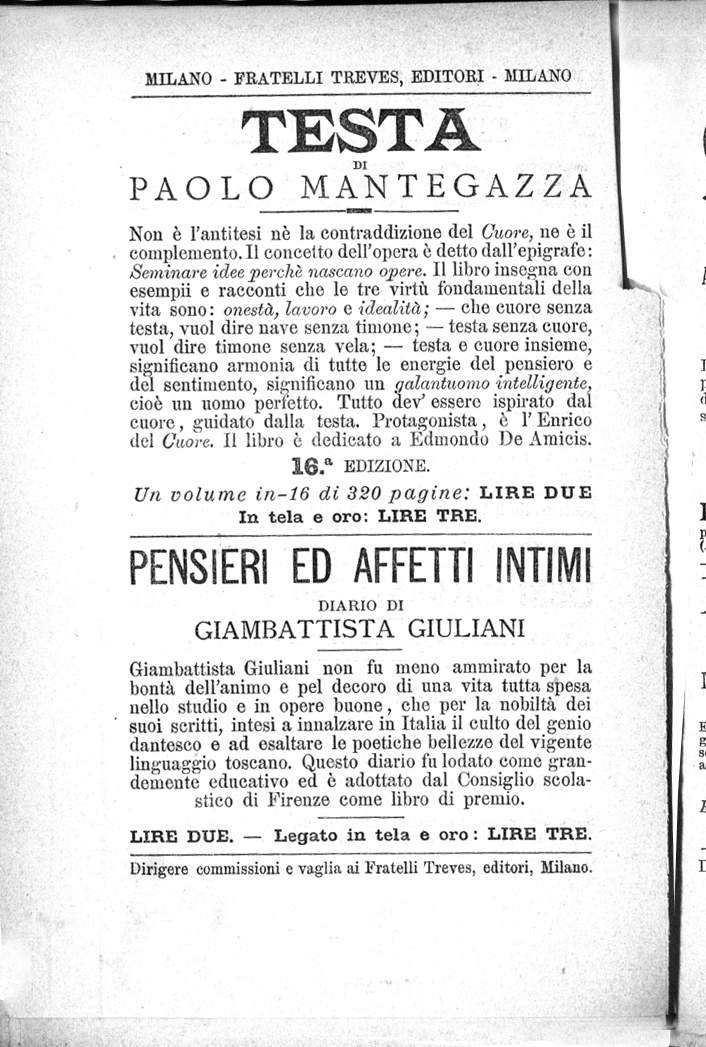 MILANO - FRATELLI TREVES, EDITORI - MILANO
TESTA
DI
PAOLO MANTEGAZZA
Non è l'antitesi nè la contraddizione del Cuore, ne è il
complemento. Il concetto dell'opera è detto dall'epigrafe:
Seminare idee perchè nascano opere. Il libro insegna con
esempii e racconti che le tre virtù fondamentali della
vita sono: onestà, lavoro e idealità; — che cuore senza
testa, vuol dire nave senza timone; — testa senza cuore,
vuol dire timone senza vela; — testa e cuore insieme,
significano armonia di tutte le energie del pensiero e
del sentimento, significano un galantuomo intelligente,
cioè un uomo perfetto. Tutto dev' essere ispirato dal
cuore, guidato dalla testa. Protagonista, è l' Enrico
del Cuore. Il libro è dedicato a Edmondo De Amicis.
16.ª EDIZIONE.
Un volume in-16 di 320 pagine: LIRE DUE
In tela e oro: LIRE TRE.
PENSIERI ED AFFETTI INTIMI
DIARIO DI
GIAMBATTISTA GIULIANI
Giambattista Giuliani non fu meno ammirato per la
bontà dell'animo e pel decoro di una vita tutta spesa
nello studio e in opere buone, che per la nobiltà dei
suoi scritti, intesi a innalzare in Italia il culto del genio
dantesco e ad esaltare le poetiche bellezze del vigente
linguaggio toscano. Questo diario fu lodato come gran-
demente educativo ed è adottato dal Consiglio scola-
stico di Firenze come libro di premio.
LIRE DUE. — Legato in tela e oro: LIRE TRE.
Dirigere commissioni e vaglia ai Fratelli Treves, editori, Milano.